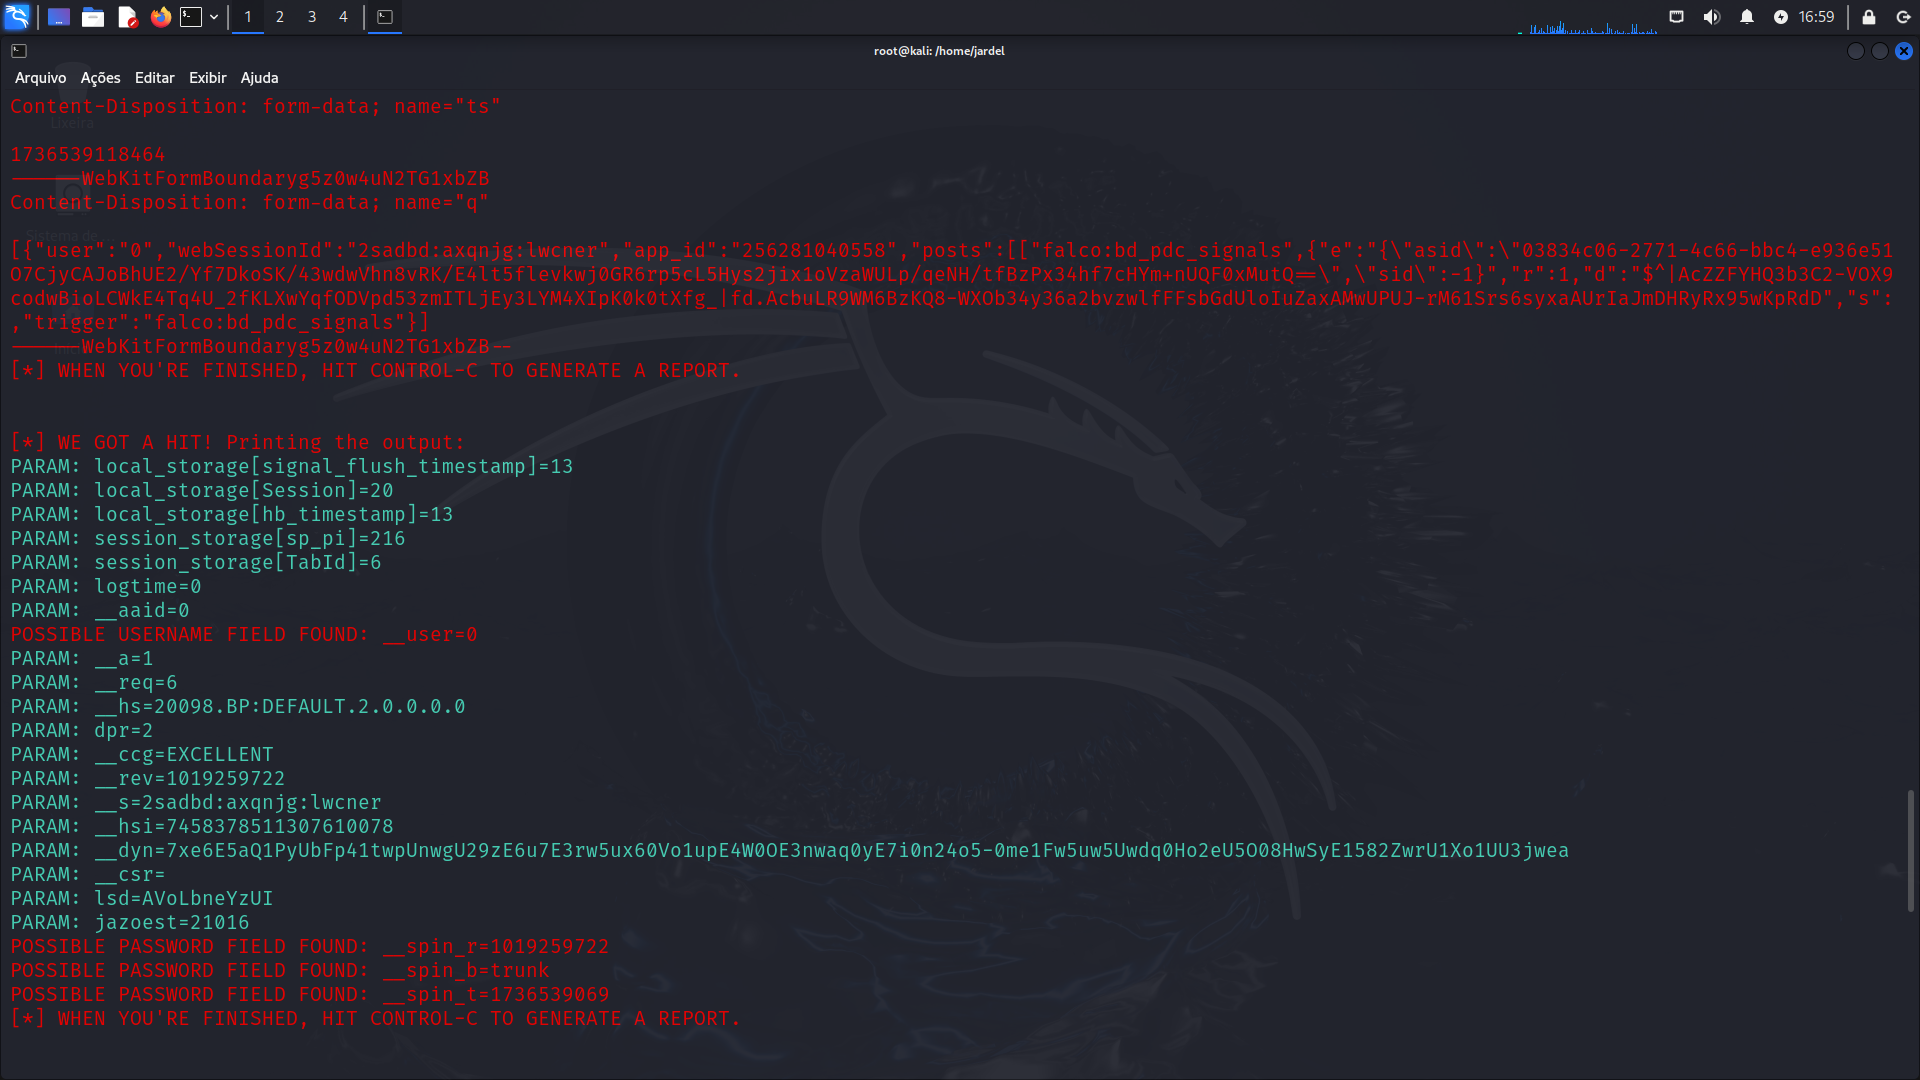 1 2 3 4
16:59
root@kali: /home/jardel
Arquivo Ações Editar Exibir Ajuda
Content-Disposition: form-data; name="ts"
Lixeira
1736539118464
------WebKitFormBoundaryg5z0w4uN2TG1xbZB
Content-Disposition: form-data; name="q"
Sistema de
[{"user":"0","webSessionId":"2sadbd:axqnjg:lwcner","app_id":"256281040558","posts":[["falco:bd_pdc_signals",{"e":"{\"asid\":\"03834c06-2771-4c66-bbc4-e936e51
O7CjyCAJoBhUE2/Yf7DkoSK/43wdwVhn8vRK/E4lt5flevkwj0GR6rp5cL5Hys2jix1oVzaWULp/qeNH/tfBzPx34hf7cHYm+nUQF0xMutQ==\",\"sid\":-1}","r":1,"d":"$^|AcZZFYHQ3b3C2-VOX9
codwBioLCWkE4Tq4U_2fKLXwYqfODVpd53zmITLjEy3LYM4XIpK0k0tXfg_|fd.AcbuLR9WM6BzKQ8-WXOb34y36a2bvzwlfFFsbGdUloIuZaxAMwUPUJ-rM61Srs6syxaAUrIaJmDHRyRx95wKpRdD","s":
,"trigger":"falco:bd_pdc_signals"}]
------WebKitFormBoundaryg5z0w4uN2TG1xbZB--
[*] WHEN YOU'RE FINISHED, HIT CONTROL-C TO GENERATE A REPORT.
[*] WE GOT A HIT! Printing the output:
PARAM: local_storage[signal_flush_timestamp]=13
PARAM: local_storage[Session]=20
PARAM: local_storage[hb_timestamp]=13
PARAM: session_storage[sp_pi]=216
PARAM: session_storage[TabId]=6
PARAM: logtime=0
PARAM: __aaid=0
POSSIBLE USERNAME FIELD FOUND: __user=0
PARAM: __a=1
PARAM: __req=6
PARAM: __hs=20098.BP:DEFAULT.2.0.0.0.0
PARAM: dpr=2
PARAM: __ccg=EXCELLENT
PARAM: __rev=1019259722
PARAM: __s=2sadbd:axqnjg:lwcner
PARAM: __hsi=7458378511307610078
PARAM: __dyn=7xe6E5aQ1PyUbFp41twpUnwgU29zE6u7E3rw5ux60Vo1upE4W0OE3nwaq0yE7i0n24o5-0me1Fw5uw5Uwdq0Ho2eU5O08HwSyE1582ZwrU1Xo1UU3jwea
PARAM: __csr=
PARAM: lsd=AVoLbneYzUI
PARAM: jazoest=21016
POSSIBLE PASSWORD FIELD FOUND: __spin_r=1019259722
POSSIBLE PASSWORD FIELD FOUND: __spin_b=trunk
POSSIBLE PASSWORD FIELD FOUND: __spin_t=1736539069
[*] WHEN YOU'RE FINISHED, HIT CONTROL-C TO GENERATE A REPORT.